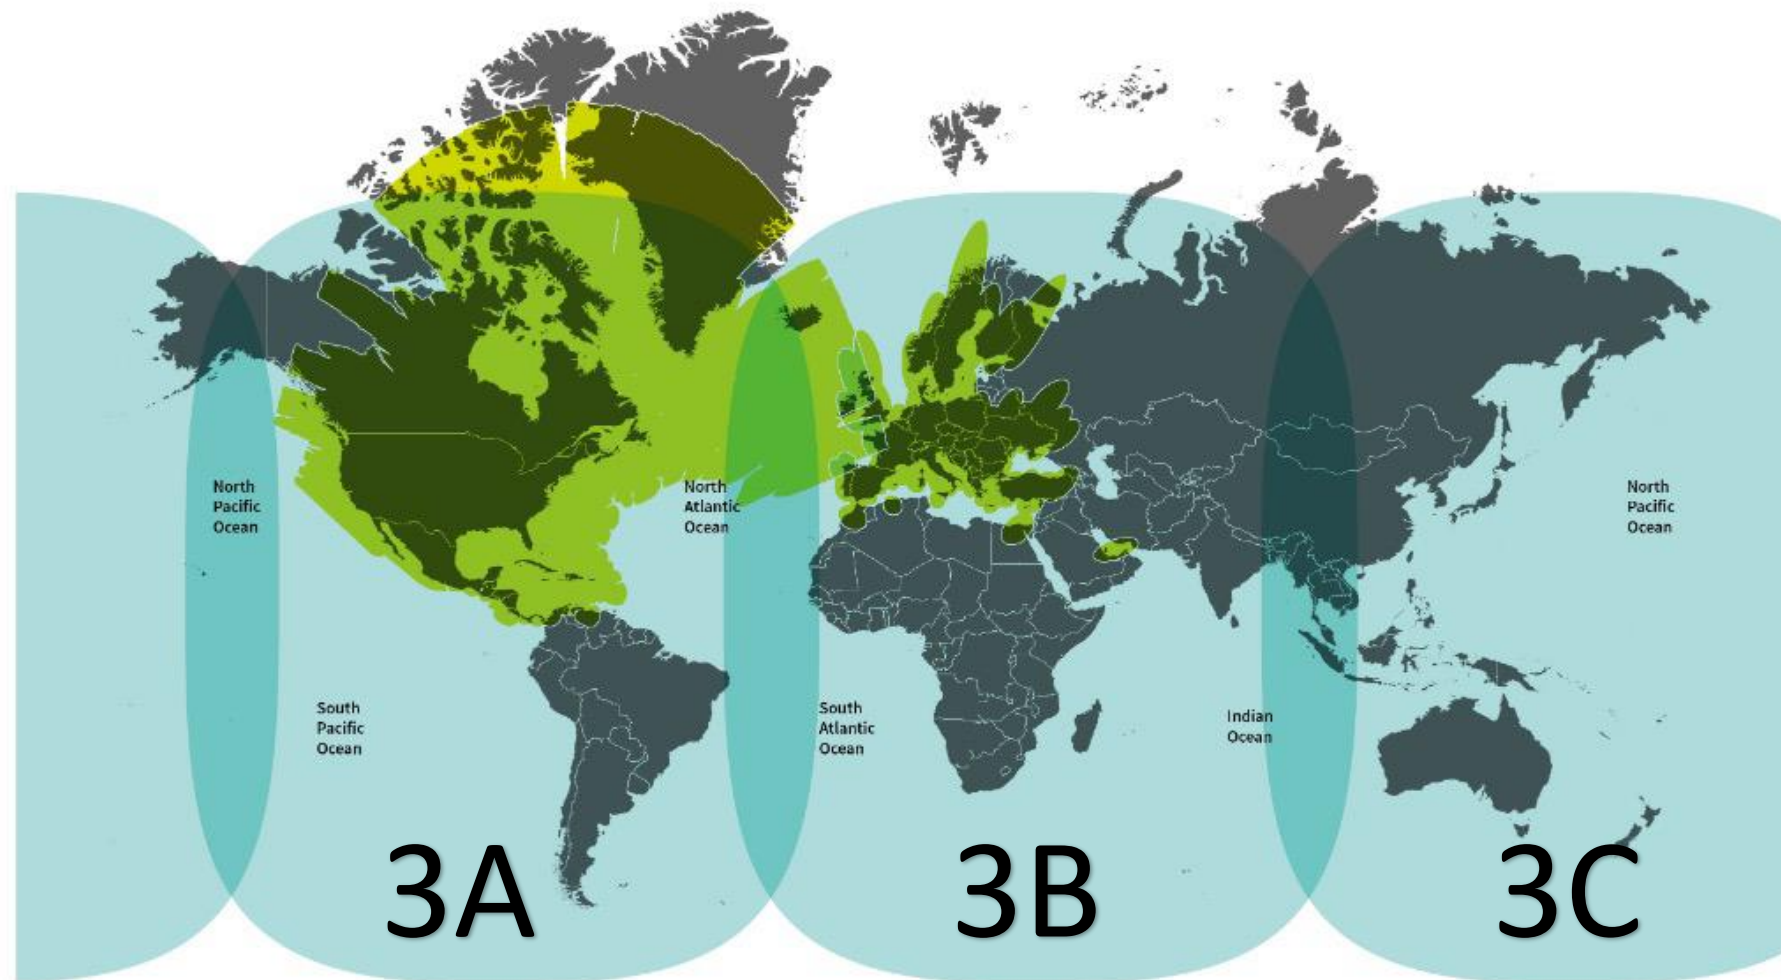 North
Pacific
Ocean
North
Atlantic
Ocean
North
Pacific
Ocean
South
Pacific
Ocean
South
Atlantic
Ocean
Indian
Ocean
3A
3B
3C